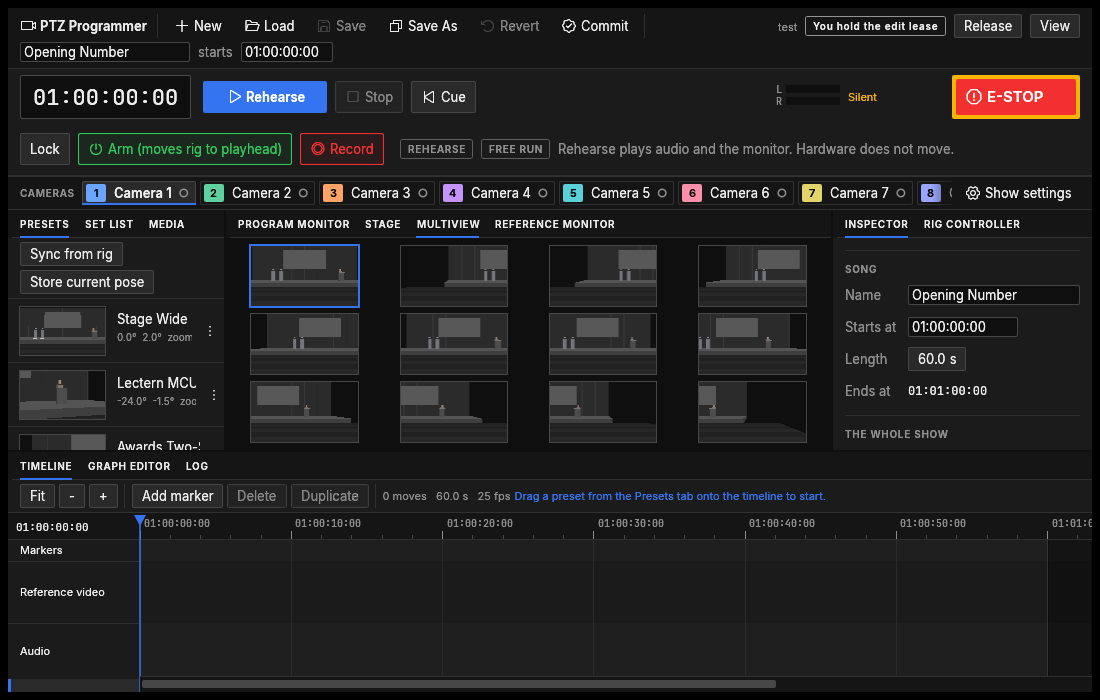 PTZ Programmer New Load Save Save As Revert Commit test You hold the edit lease Release View
Opening Number starts 01:00:00:00
01:00:00:00 Rehearse Stop Cue L R Silent E-STOP
Lock Arm (moves rig to playhead) Record REHEARSE FREE RUN Rehearse plays audio and the monitor. Hardware does not move.
CAMERAS 1 Camera 1 2 Camera 2 3 Camera 3 4 Camera 4 5 Camera 5 6 Camera 6 7 Camera 7 8 Show settings
PRESETS SET LIST MEDIA PROGRAM MONITOR STAGE MULTIVIEW REFERENCE MONITOR INSPECTOR RIG CONTROLLER
Sync from rig
Store current pose
Stage Wide
0.0° 2.0° zoom
Lectern MCU
-24.0° -1.5° zoo
Awards Two-
SONG
Name Opening Number
Starts at 01:00:00:00
Length 60.0 s
Ends at 01:01:00:00
THE WHOLE SHOW
TIMELINE GRAPH EDITOR LOG
Fit - + Add marker Delete Duplicate 0 moves 60.0 s 25 fps Drag a preset from the Presets tab onto the timeline to start.
01:00:00:00 01:00:00:00 01:00:10:00 01:00:20:00 01:00:30:00 01:00:40:00 01:00:50:00 01:01:0
Markers
Reference video
Audio